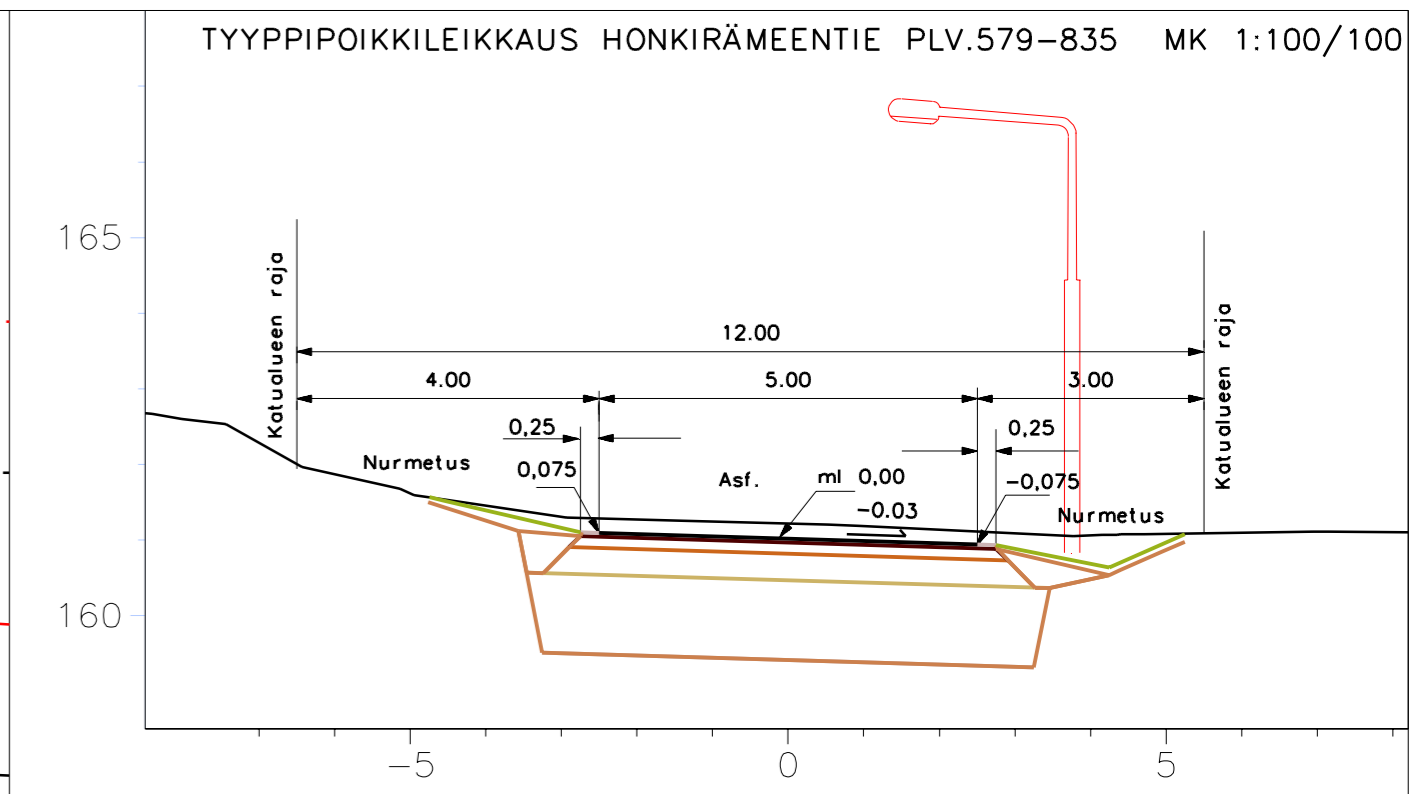 TYYPPIPOIKKILEIKKAUS HONKIRÄMEENTIE PLV.579-835 MK 1:100/100
165
Katualueen raja
Katualueen raja
12.00
4.00 5.00 3.00
0,25 0,25
Nurmetus 0,075 Asf. ml 0,00 -0,075
-0.03 Nurmetus
160
-5 0 5